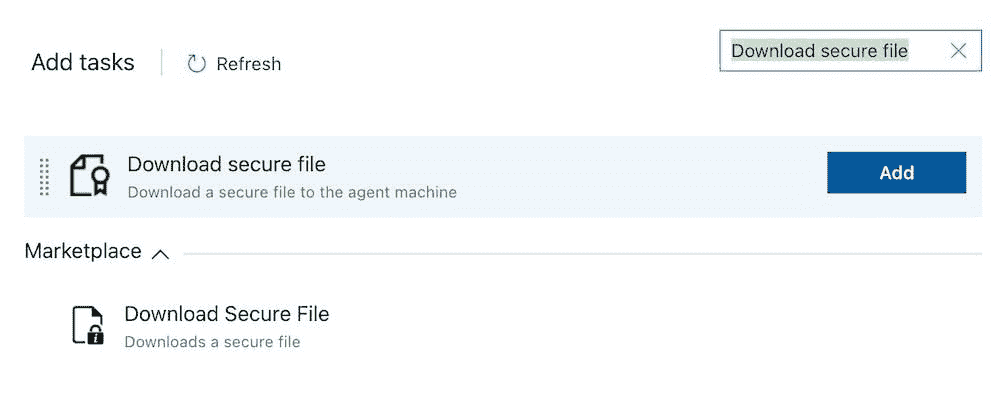 Add tasks
Refresh
Download secure file
Download secure file
Download a secure file to the agent machine
Add
Marketplace
Download Secure File
Downloads a secure file